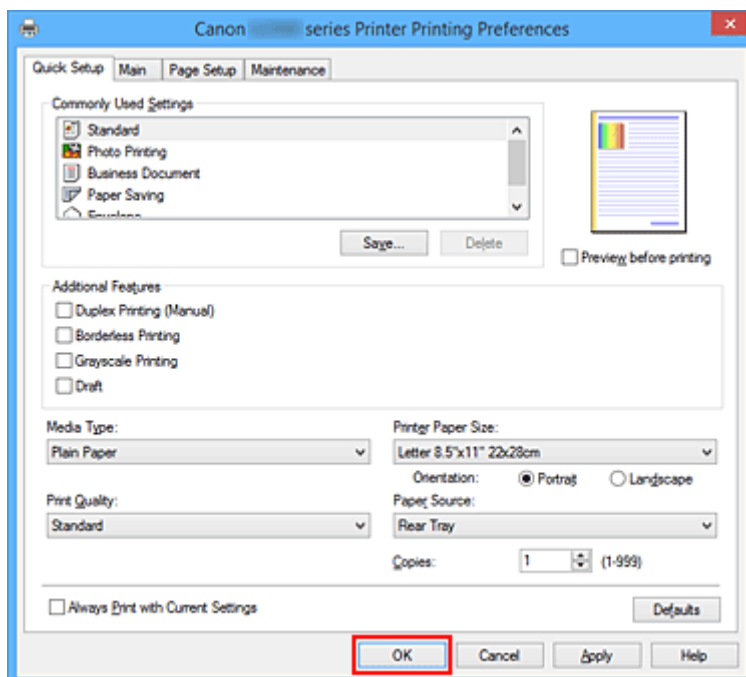 Canon series Printer Printing Preferences
Quick Setup Main Page Setup Maintenance
Commonly Used Settings
Standard
Photo Printing
Business Document
Paper Saving
Envelope
Save... Delete
Preview before printing
Additional Features
Duplex Printing (Manual)
Borderless Printing
Grayscale Printing
Draft
Media Type:
Plain Paper
Printer Paper Size:
Letter 8.5"x11" 22x28cm
Orientation: Portrait Landscape
Print Quality:
Standard
Paper Source:
Rear Tray
Copies: 1 (1-999)
Always Print with Current Settings
Defaults
OK Cancel Apply Help